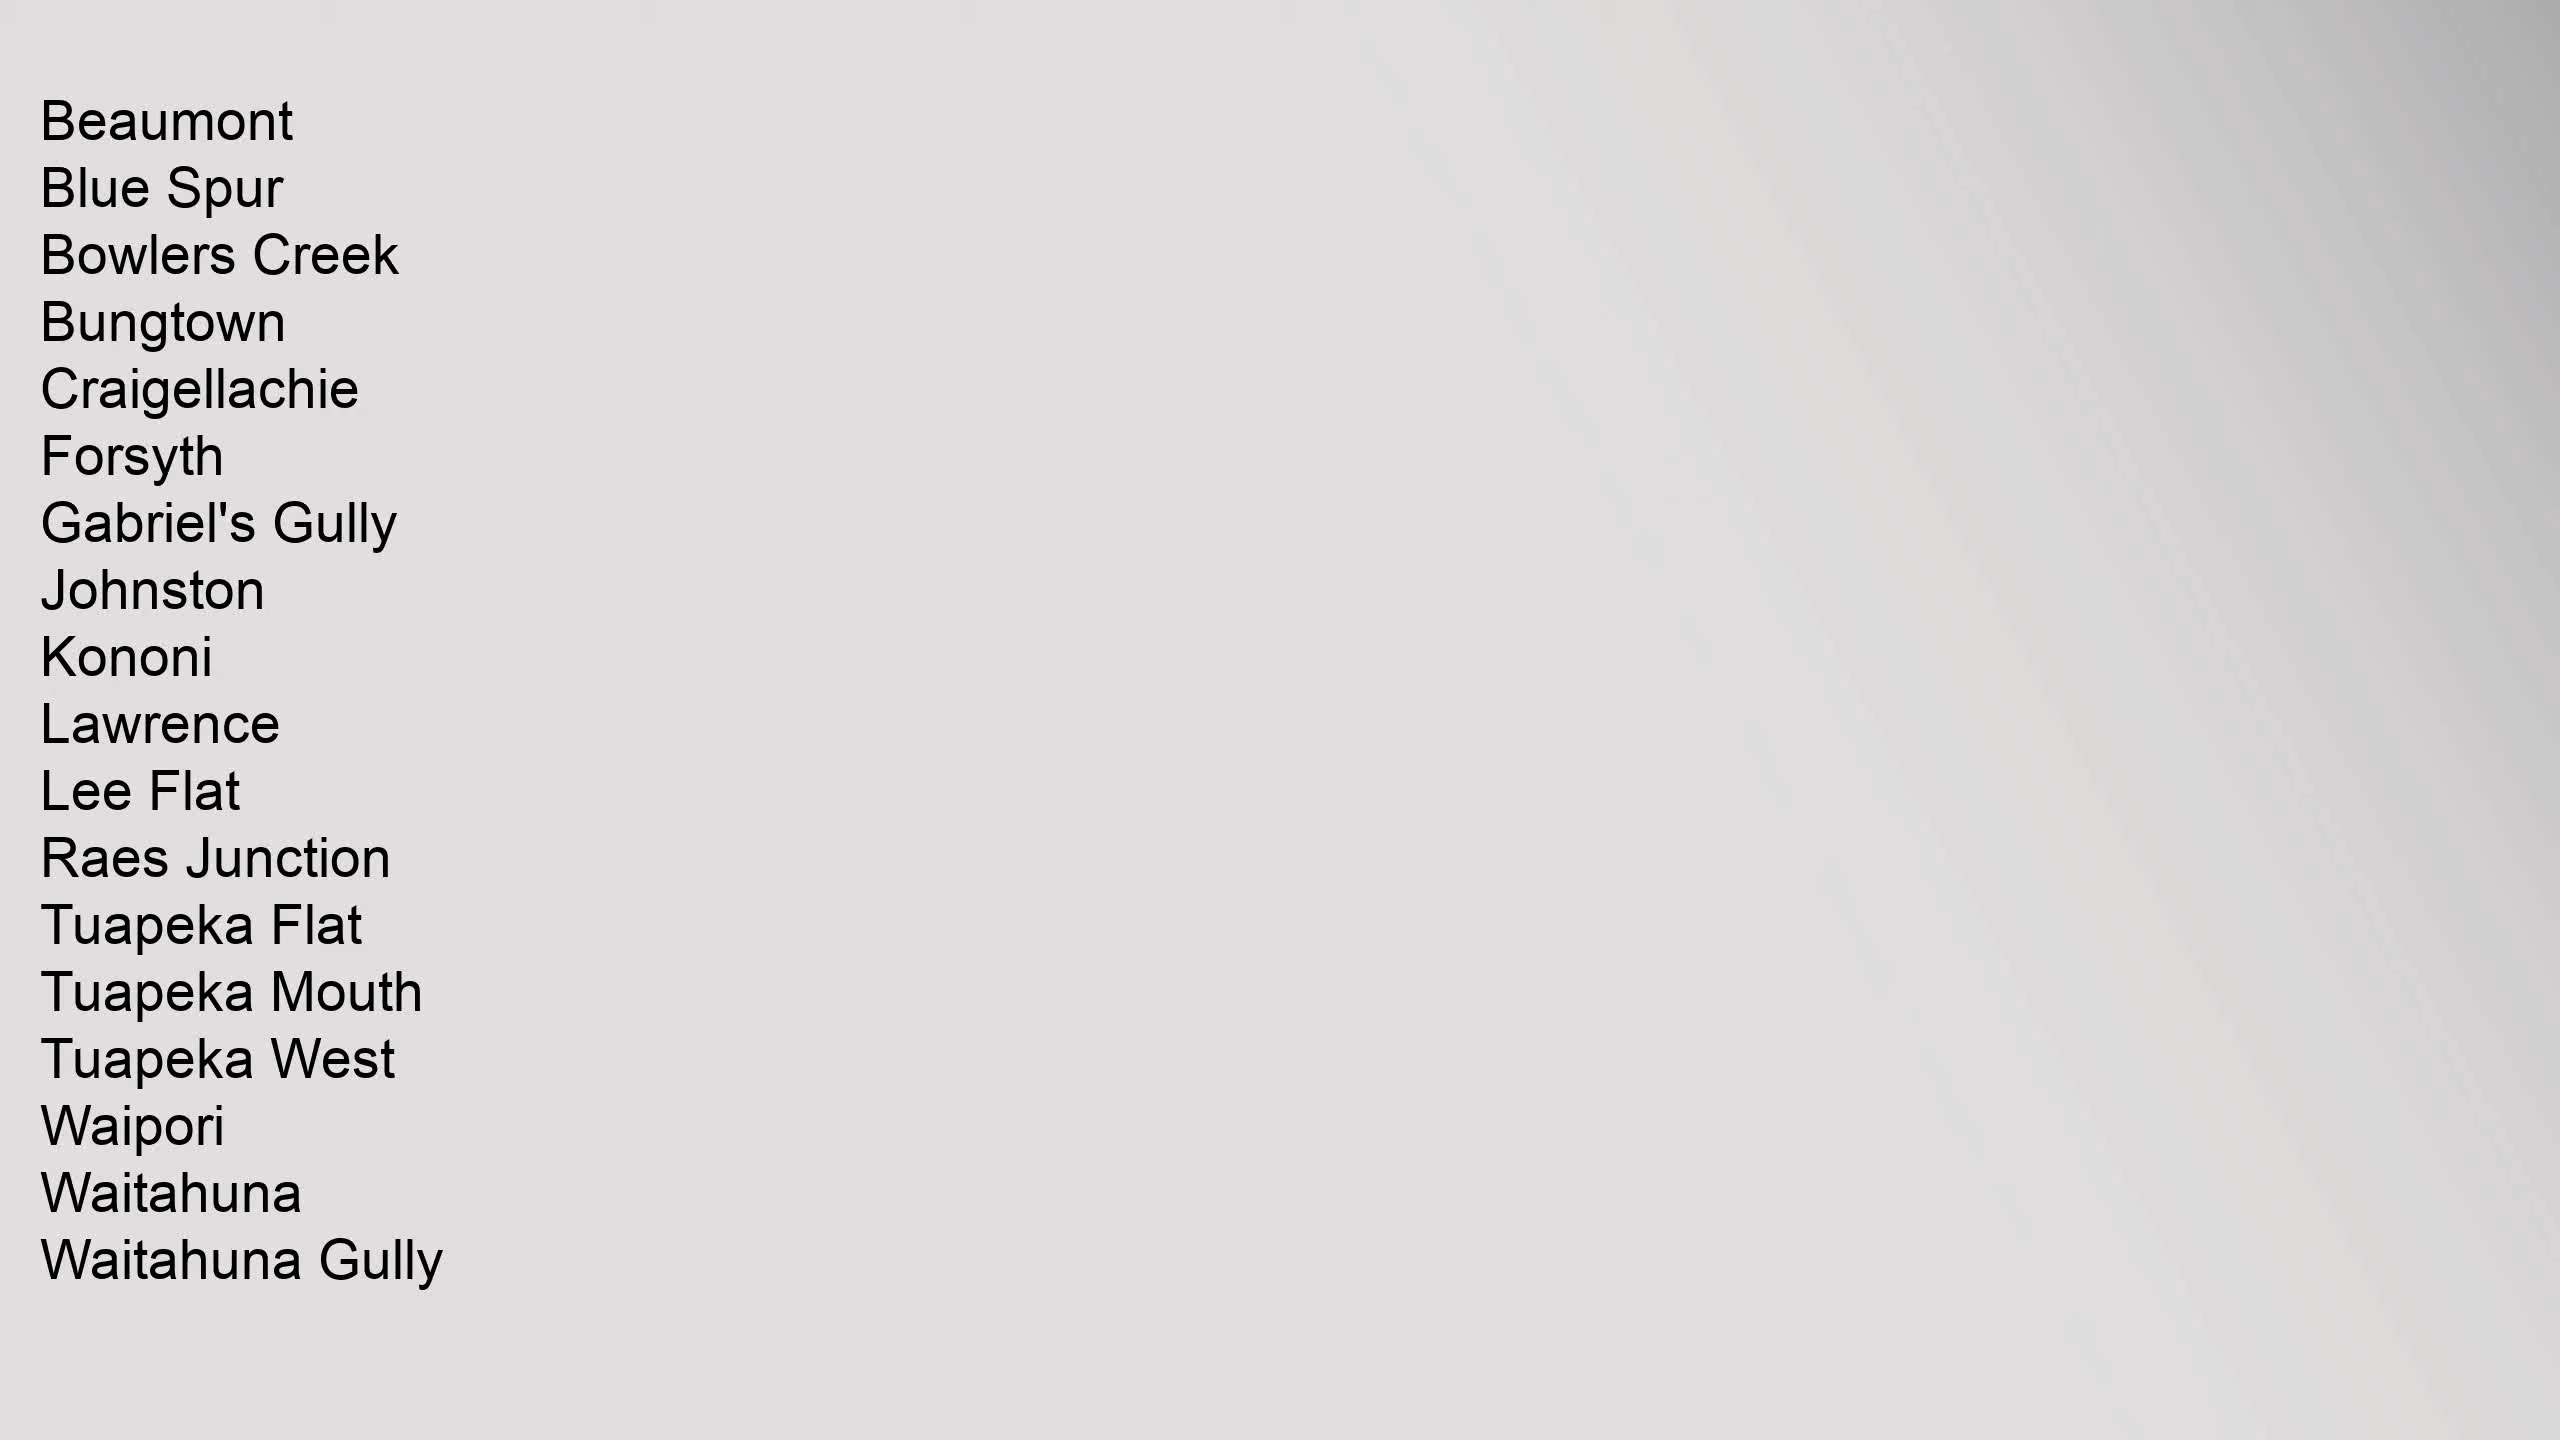 Beaumont
Blue Spur
Bowlers Creek
Bungtown
Craigellachie
Forsyth
Gabriel's Gully
Johnston
Kononi
Lawrence
Lee Flat
Raes Junction
Tuapeka Flat
Tuapeka Mouth
Tuapeka West
Waipori
Waitahuna
Waitahuna Gully